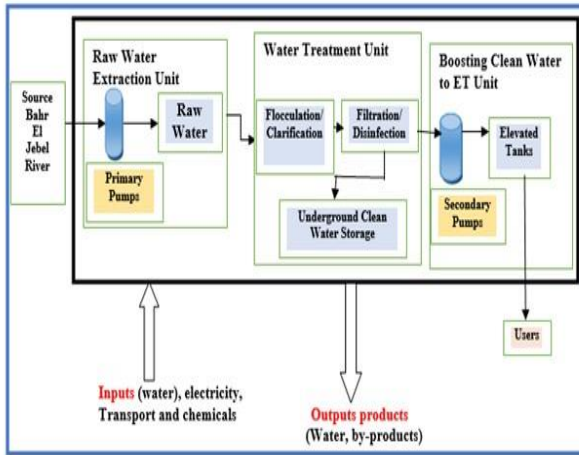 Source
Bahr
El
Jebel
River
Raw Water
Extraction Unit
Primary
Pumps
Raw
Water
Water Treatment Unit
Flocculation/
Clarification
Filtration/
Disinfection
Underground Clean
Water Storage
Boosting Clean Water
to ET Unit
Secondary
Pumps
Elevated
Tanks
Users
Inputs (water), electricity,
Transport and chemicals
Outputs products
(Water, by-products)